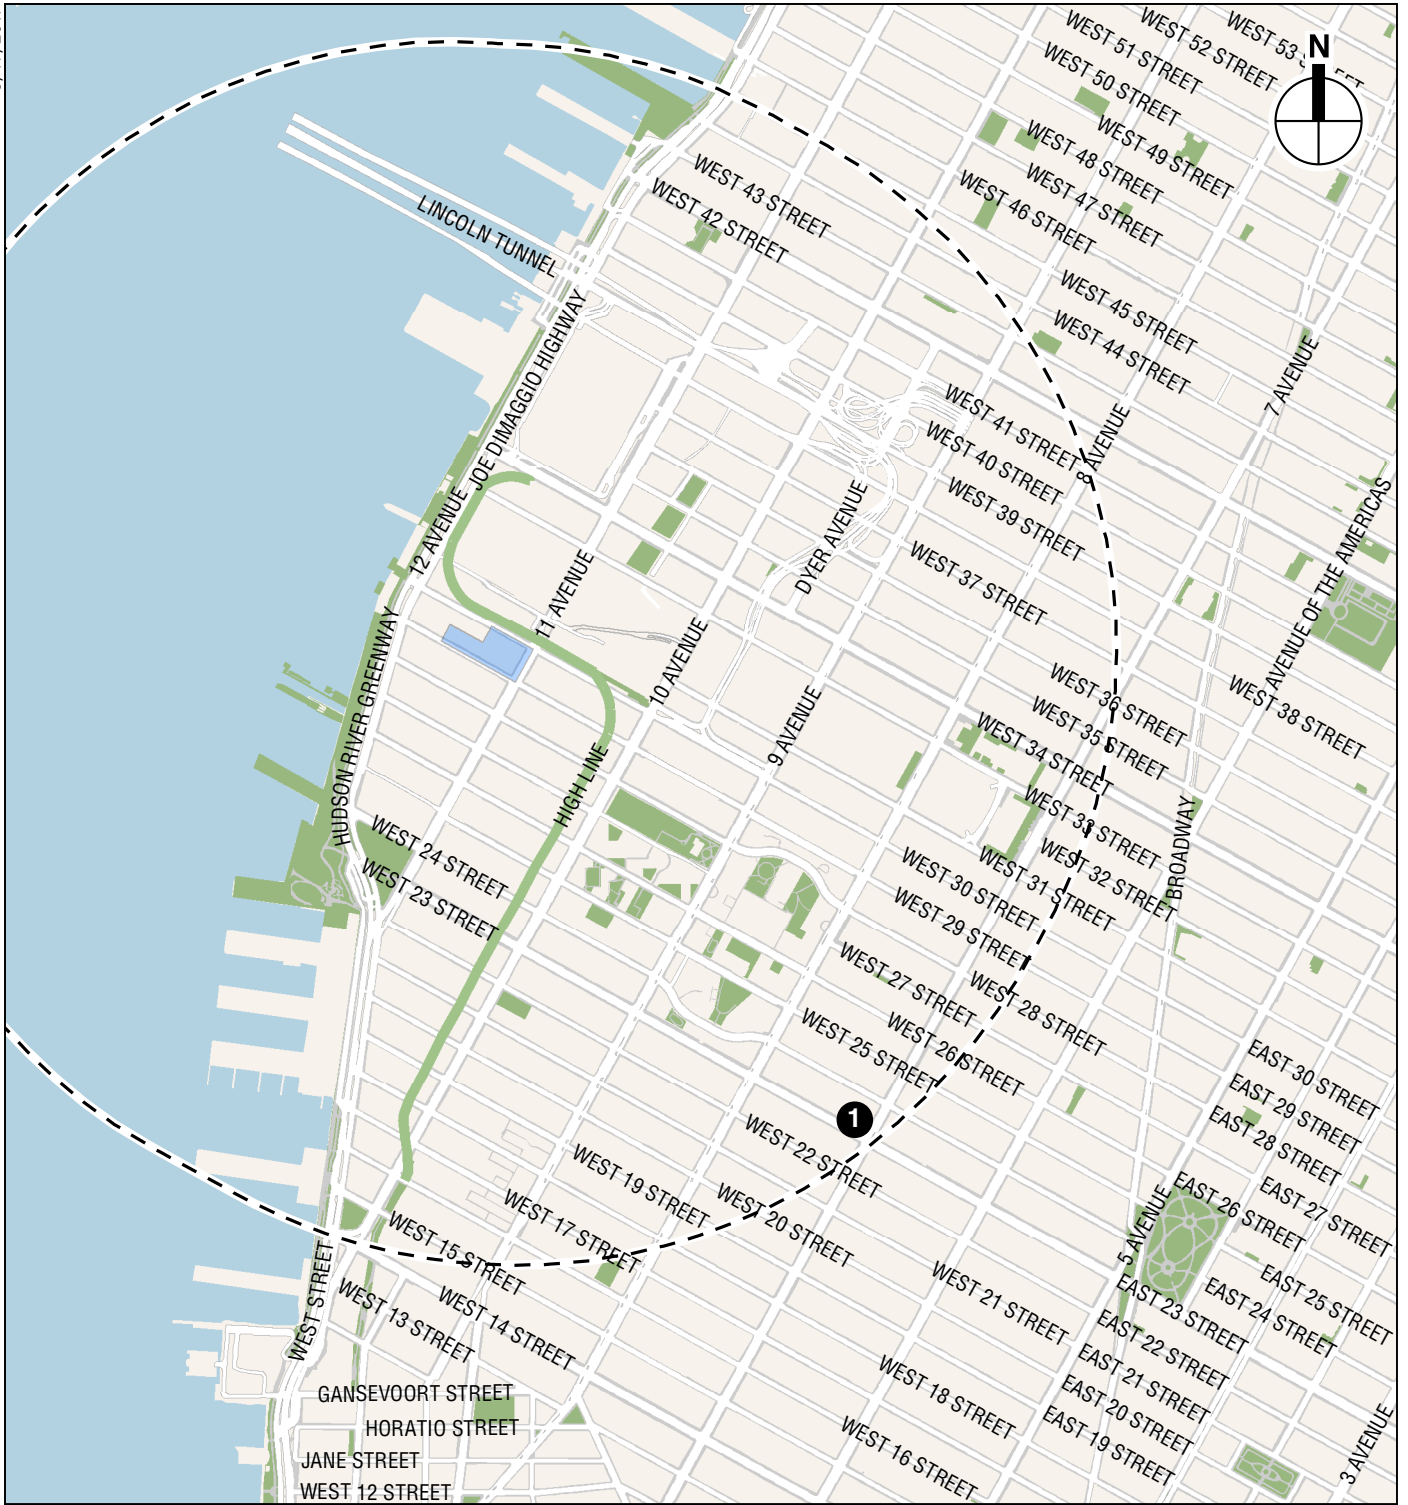 WEST 53 STREET
WEST 52 STREET
WEST 51 STREET
WEST 50 STREET
N
WEST 49 STREET
WEST 48 STREET
WEST 47 STREET
WEST 46 STREET
WEST 43 STREET
WEST 42 STREET
LINCOLN TUNNEL
WEST 45 STREET
WEST 44 STREET
7 AVENUE
JOE DIMAGGIO HIGHWAY
WEST 41 STREET
8 AVENUE
WEST 40 STREET
WEST 39 STREET
12 AVENUE
DYER AVENUE
AVENUE OF THE AMERICAS
WEST 37 STREET
11 AVENUE
10 AVENUE
HUDSON RIVER GREENWAY
9 AVENUE
WEST 36 STREET
WEST 38 STREET
WEST 35 STREET
WEST 34 STREET
HIGH LINE
WEST 33 STREET
BROADWAY
WEST 32 STREET
WEST 24 STREET
WEST 31 STREET
WEST 30 STREET
WEST 23 STREET
WEST 29 STREET
WEST 27 STREET
WEST 28 STREET
WEST 26 STREET
WEST 25 STREET
EAST 30 STREET
EAST 29 STREET
1
EAST 28 STREET
WEST 22 STREET
WEST 19 STREET
EAST 27 STREET
EAST 26 STREET
WEST 20 STREET
WEST 17 STREET
5 AVENUE
WEST 15 STREET
WEST STREET
WEST 21 STREET
EAST 25 STREET
EAST 24 STREET
EAST 23 STREET
WEST 14 STREET
WEST 13 STREET
EAST 22 STREET
EAST 21 STREET
WEST 18 STREET
EAST 20 STREET
GANSEVOORT STREET
EAST 19 STREET
3 AVENUE
HORATIO STREET
WEST 16 STREET
JANE STREET
WEST 12 STREET